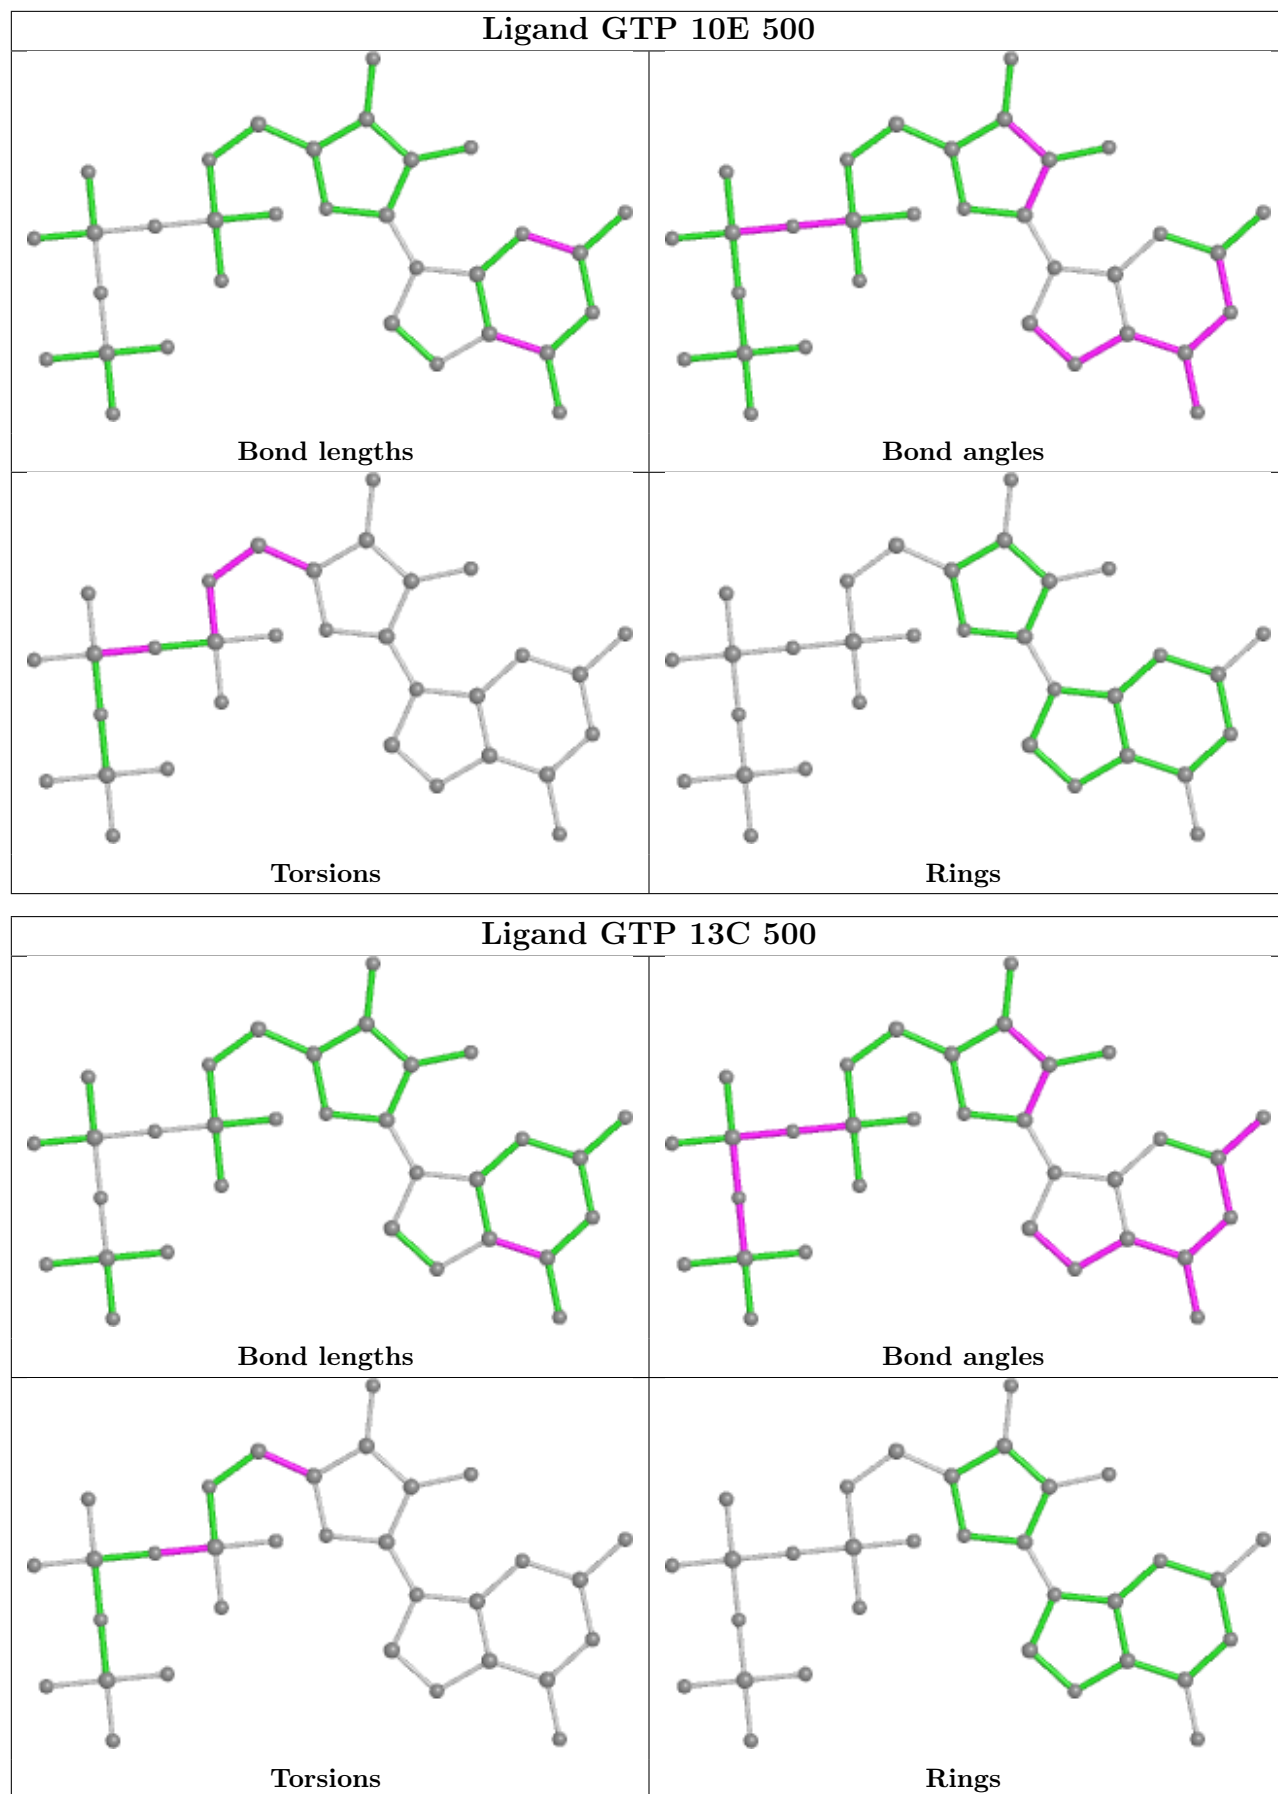 Ligand GTP 10E 500
Bond lengths
Bond angles
Torsions
Rings
Ligand GTP 13C 500
Bond lengths
Bond angles
Torsions
Rings